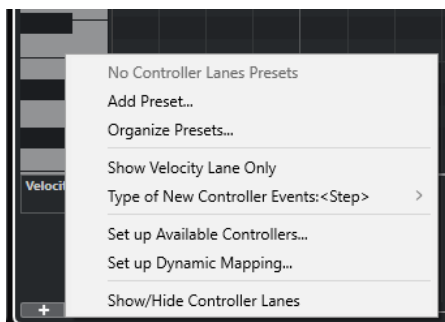 No Controller Lanes Presets
Add Preset...
Organize Presets...
Show Velocity Lane Only
Velocit
Type of New Controller Events:<Step>
Set up Available Controllers...
Set up Dynamic Mapping...
Show/Hide Controller Lanes